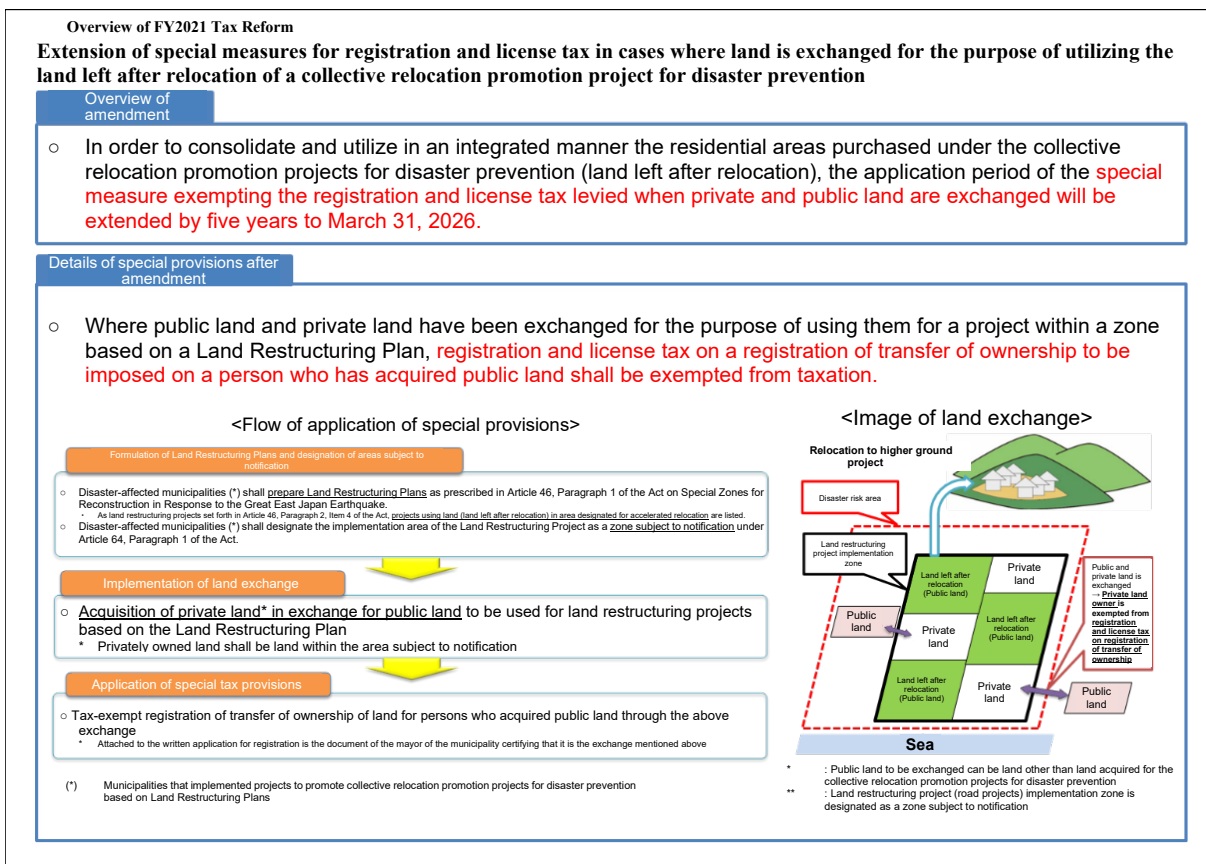 Overview of FY2021 Tax Reform
Extension of special measures for registration and license tax in cases where land is exchanged for the purpose of utilizing the
land left after relocation of a collective relocation promotion project for disaster prevention
Overview of
amendment
○ In order to consolidate and utilize in an integrated manner the residential areas purchased under the collective
relocation promotion projects for disaster prevention (land left after relocation), the application period of the special
measure exempting the registration and license tax levied when private and public land are exchanged will be
extended by five years to March 31, 2026.
Details of special provisions after
amendment
○ Where public land and private land have been exchanged for the purpose of using them for a project within a zone
based on a Land Restructuring Plan, registration and license tax on a registration of transfer of ownership to be
imposed on a person who has acquired public land shall be exempted from taxation.
<Flow of application of special provisions>
Formulation of Land Restructuring Plans and designation of areas subject to
notification
○ Disaster-affected municipalities (*) shall prepare Land Restructuring Plans as prescribed in Article 46, Paragraph 1 of the Act on Special Zones for
Reconstruction in Response to the Great East Japan Earthquake.
・ As land restructuring projects set forth in Article 46, Paragraph 2, Item 4 of the Act, projects using land (land left after relocation) in area designated for accelerated relocation are listed.
○ Disaster-affected municipalities (*) shall designate the implementation area of the Land Restructuring Project as a zone subject to notification under
Article 64, Paragraph 1 of the Act.
Implementation of land exchange
○ Acquisition of private land* in exchange for public land to be used for land restructuring projects
based on the Land Restructuring Plan
* Privately owned land shall be land within the area subject to notification
Application of special tax provisions
○ Tax-exempt registration of transfer of ownership of land for persons who acquired public land through the above
exchange
* Attached to the written application for registration is the document of the mayor of the municipality certifying that it is the exchange mentioned above
(*) Municipalities that implemented projects to promote collective relocation promotion projects for disaster prevention
based on Land Restructuring Plans
<Image of land exchange>
Relocation to higher ground
project
Disaster risk area
Land restructuring
project implementation
zone
Land left after
relocation
(Public land)
Private
land
Public
land
Private
land
Land left after
relocation
(Public land)
Land left after
relocation
(Public land)
Private
land
Public
land
Public and
private land is
exchanged
→ Private land
owner is
exempted from
registration
and license tax
on registration
of transfer of
ownership
Sea
* : Public land to be exchanged can be land other than land acquired for the
collective relocation promotion projects for disaster prevention
** : Land restructuring project (road projects) implementation zone is
designated as a zone subject to notification